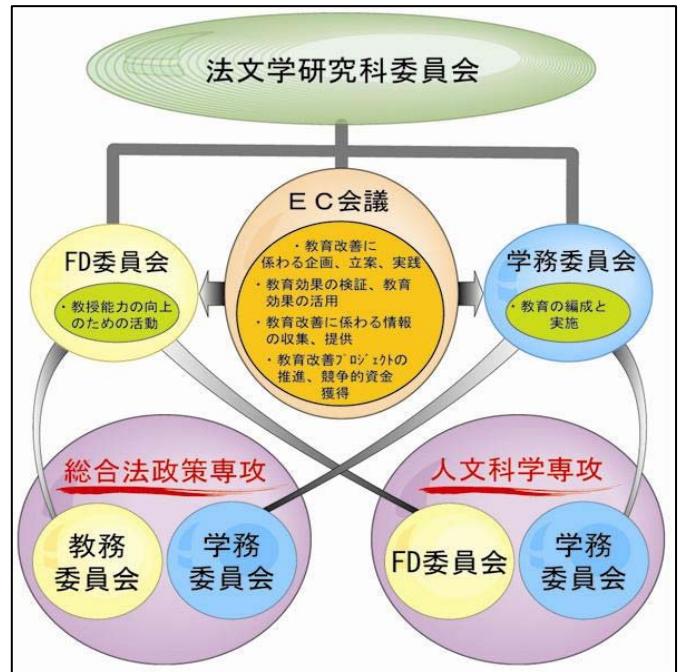 法文学研究科委員会
EC会議
・教育改善に
係わる企画、立案、実践
・教育効果の検証、教育
効果の活用
・教育改善に係わる情報
の収集、提供
・教育改善プロジェクトの
推進、競争的資金
獲得
FD委員会
・教授能力の向上
のための活動
学務委員会
・教育の編成と
実施
総合法政策専攻
教務
委員会
学務
委員会
人文科学専攻
FD委員会
学務
委員会